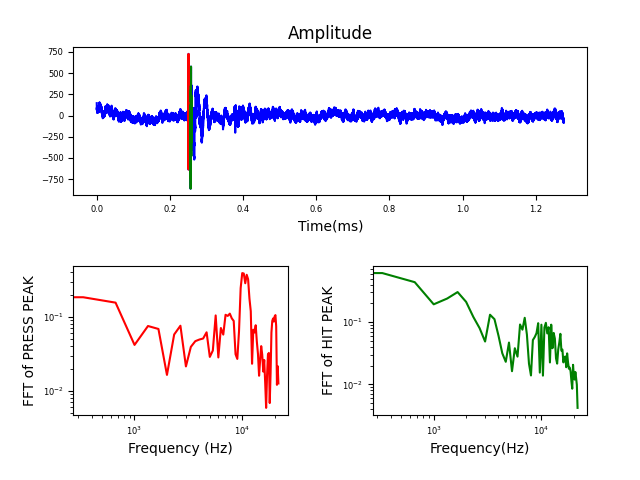 Amplitude
750
500
250
0
−250
−500
−750
0.0 0.2 0.4 0.6 0.8 1.0 1.2
Time(ms)
FFT of PRESS PEAK
10⁻¹
10⁻²
10³ 10⁴
Frequency (Hz)
FFT of HIT PEAK
10⁻¹
10⁻²
10³ 10⁴
Frequency(Hz)